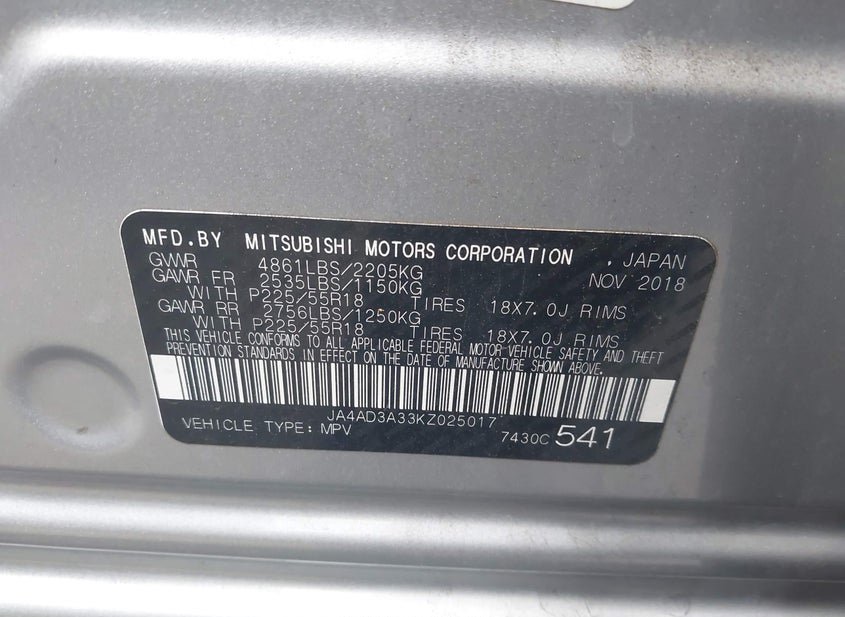 MFD.BY MITSUBISHI MOTORS CORPORATION , JAPAN
GVWR 4861LBS/2205KG NOV 2018
GAWR FR 2535LBS/1150KG
WITH P225/55R18 TIRES 18X7.0J RIMS
GAWR RR 2756LBS/1250KG
WITH P225/55R18 TIRES 18X7.0J RIMS
THIS VEHICLE CONFORMS TO ALL APPLICABLE FEDERAL MOTOR VEHICLE SAFETY AND THEFT
PREVENTION STANDARDS IN EFFECT ON THE DATE OF MANUFACTURE SHOWN ABOVE.
JA4AD3A33KZ025017
VEHICLE TYPE: MPV 7430C 541